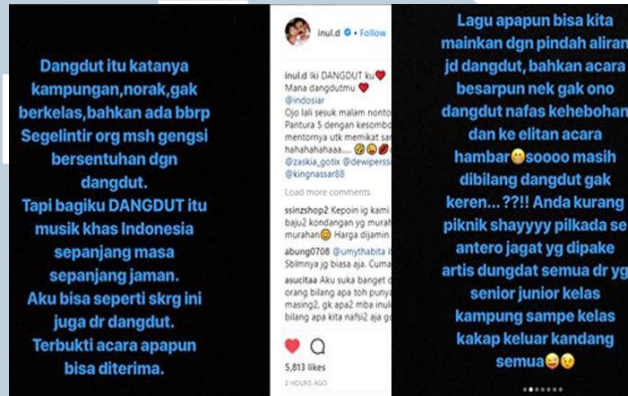 Dangdut itu katanya
kampungan,norak,gak
berkelas,bahkan ada bbrp
Segelintir org msh gengsi
bersentuhan dgn
dangdut.
Tapi bagiku DANGDUT itu
musik khas Indonesia
sepanjang masa
sepanjang jaman.
Aku bisa seperti skrg ini
juga dr dangdut.
Terbukti acara apapun
bisa diterima.
inul.d • Follow
inul.d Iki DANGDUT ku❤
Mana dangdutmu ❤
@indosiar
Ojo lali sesuk malam nonto
Pantura 5 dengan kesombo
mentornya utk memikat sa
hahahahahaaa....
@zaskia_gotix @dewiperssi
@kingnassar88
Load more comments
ssinzshop2 Kepoin ig kami
baju2 kondangan yg murah
murahan Harga dijamin
abung0708 @umythabita it
Sblmnya jg biasa aja. Cuma
asucitaa Aku suka banget d
orang bilang apa toh puny
masing2, gk apa2 mba inul
bilang apa kita nafsi2 aja g
5,813 likes
2 HOURS AGO
Lagu apapun bisa kita
mainkan dgn pindah aliran
jd dangdut, bahkan acara
besarpun nek gak ono
dangdut nafas kehebohan
dan ke elitan acara
hambar😬soooo masih
dibilang dangdut gak
keren...??!! Anda kurang
piknik shayyyy pilkada se
antero jagat yg dipake
artis dungdat semua dr yg
senior junior kelas
kampung sampe kelas
kakap keluar kandang
semua😜😉